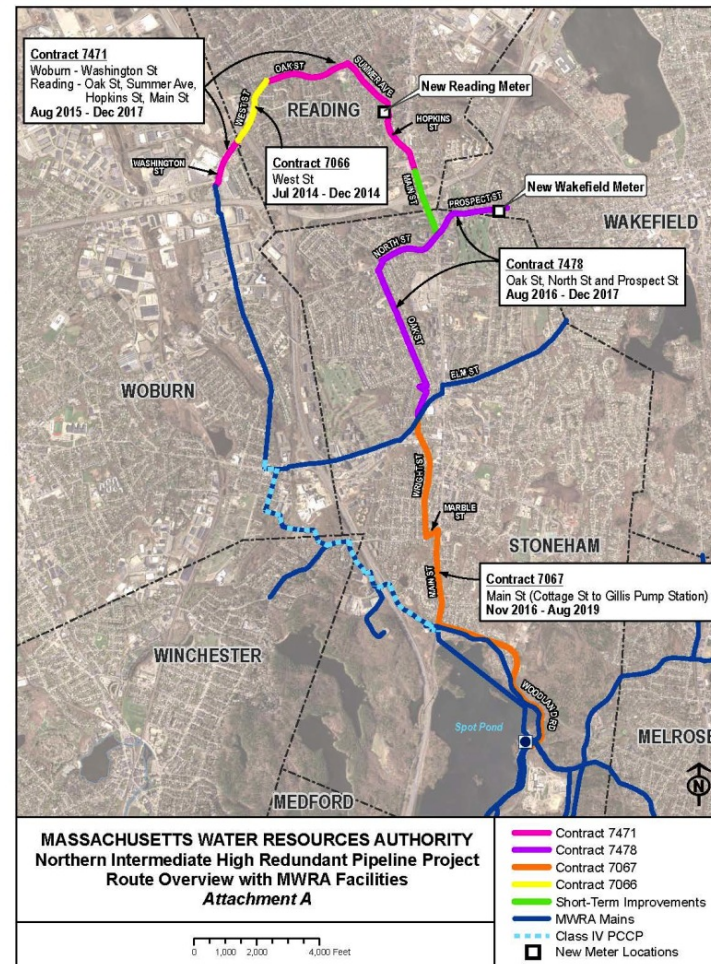 Contract 7471
Woburn - Washington St
Reading - Oak St, Summer Ave,
Hopkins St, Main St
Aug 2015 - Dec 2017
OAK ST
SUMMER AVE
New Reading Meter
READING
WEST ST
HOPKINS
ST
WASHINGTON
ST
Contract 7066
West St
Jul 2014 - Dec 2014
MAIN ST
New Wakefield Meter
PROSPECT ST
WAKEFIELD
NORTH ST
Contract 7478
Oak St, North St and Prospect St
Aug 2016 - Dec 2017
OAK ST
ELM ST
WOBURN
WRIGHT ST
MARBLE
ST
STONEHAM
MAIN ST
Contract 7067
Main St (Cottage St to Gillis Pump Station)
Nov 2016 - Aug 2019
WINCHESTER
WOODLAND RD
Spot Pond
MELROSE
MEDFORD
N
MASSACHUSETTS WATER RESOURCES AUTHORITY
Northern Intermediate High Redundant Pipeline Project
Route Overview with MWRA Facilities
Attachment A
0 1,000 2,000 4,000 Feet
Contract 7471
Contract 7478
Contract 7067
Contract 7066
Short-Term Improvements
MWRA Mains
Class IV PCCP
New Meter Locations